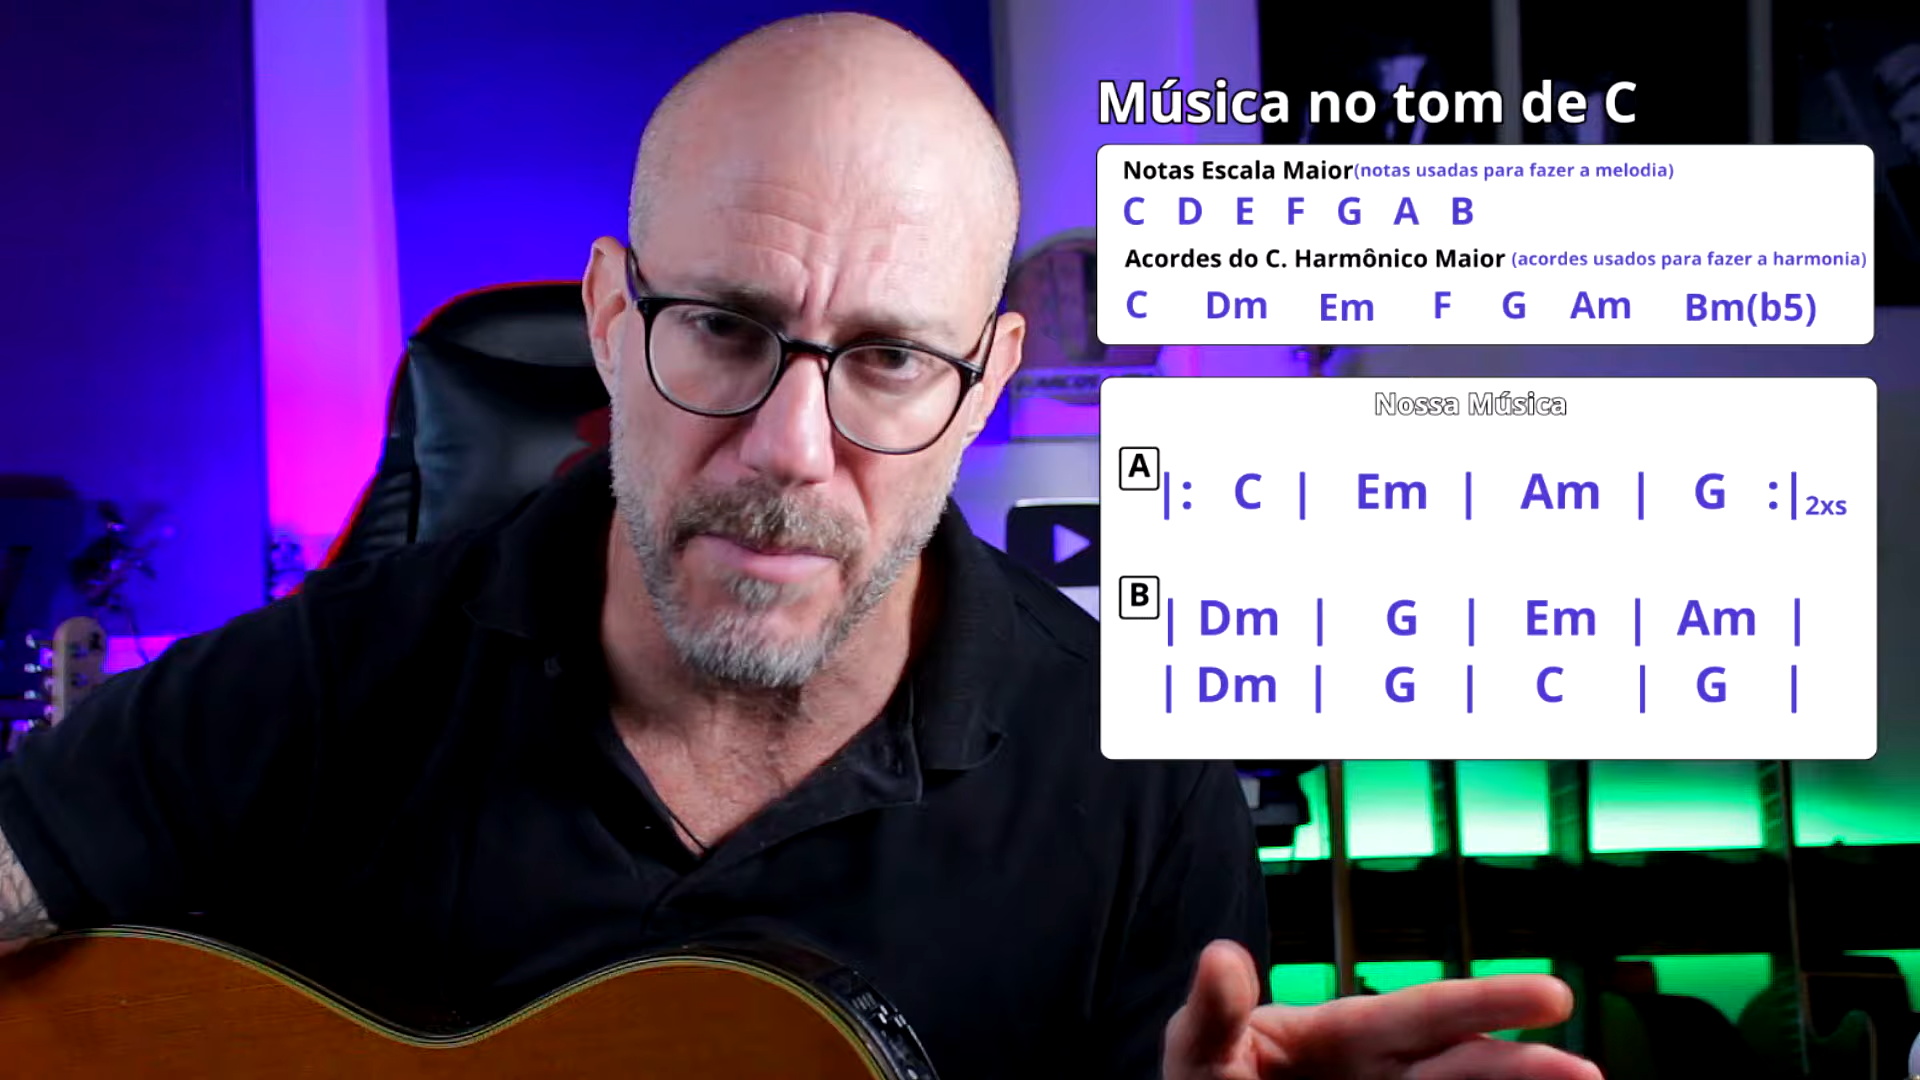 Música no tom de C
Notas Escala Maior(notas usadas para fazer a melodia)
C D E F G A B
Acordes do C. Harmônico Maior (acordes usados para fazer a harmonia)
C Dm Em F G Am Bm(b5)
Nossa Música
A |: C | Em | Am | G :| 2xs
B | Dm | G | Em | Am |
| Dm | G | C | G |